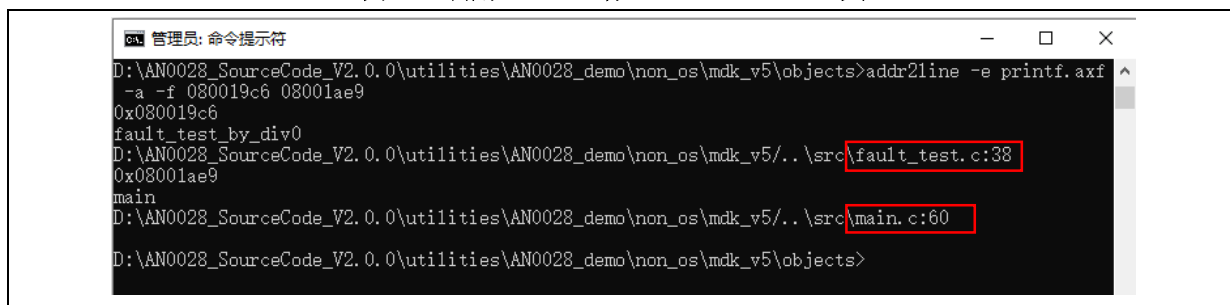 管理员: 命令提示符
D:\AN0028_SourceCode_V2.0.0\utilities\AN0028_demo\non_os\mdk_v5\objects>addr2line -e printf.axf
-a -f 080019c6 08001ae9
0x080019c6
fault_test_by_div0
D:\AN0028_SourceCode_V2.0.0\utilities\AN0028_demo\non_os\mdk_v5/..\src\fault_test.c:38
0x08001ae9
main
D:\AN0028_SourceCode_V2.0.0\utilities\AN0028_demo\non_os\mdk_v5/..\src\main.c:60
D:\AN0028_SourceCode_V2.0.0\utilities\AN0028_demo\non_os\mdk_v5\objects>